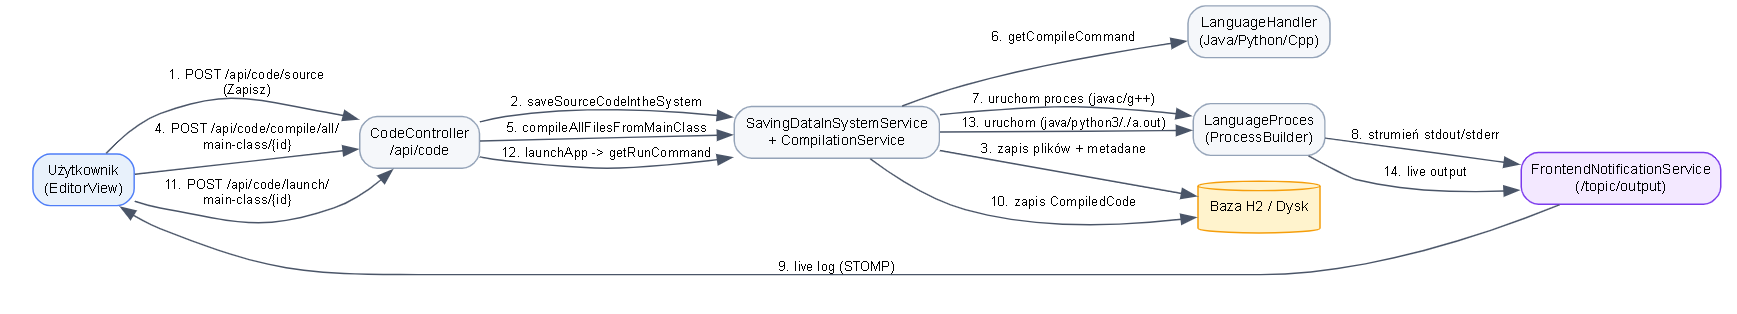 LanguageHandler
(Java/Python/Cpp)
6. getCompileCommand
1. POST /api/code/source
(Zapisz)
2. saveSourceCodeIntheSystem
7. uruchom proces (javac/g++)
4. POST /api/code/compile/all/
main-class/{id}
CodeController
/api/code
5. compileAllFilesFromMainClass
SavingDataInSystemService
+ CompilationService
13. uruchom (java/python3/./a.out)
LanguageProces
(ProcessBuilder)
8. strumień stdout/stderr
12. launchApp -> getRunCommand
3. zapis plików + metadane
Użytkownik
(EditorView)
11. POST /api/code/launch/
main-class/{id}
14. live output
FrontendNotificationService
(/topic/output)
10. zapis CompiledCode
Baza H2 / Dysk
9. live log (STOMP)